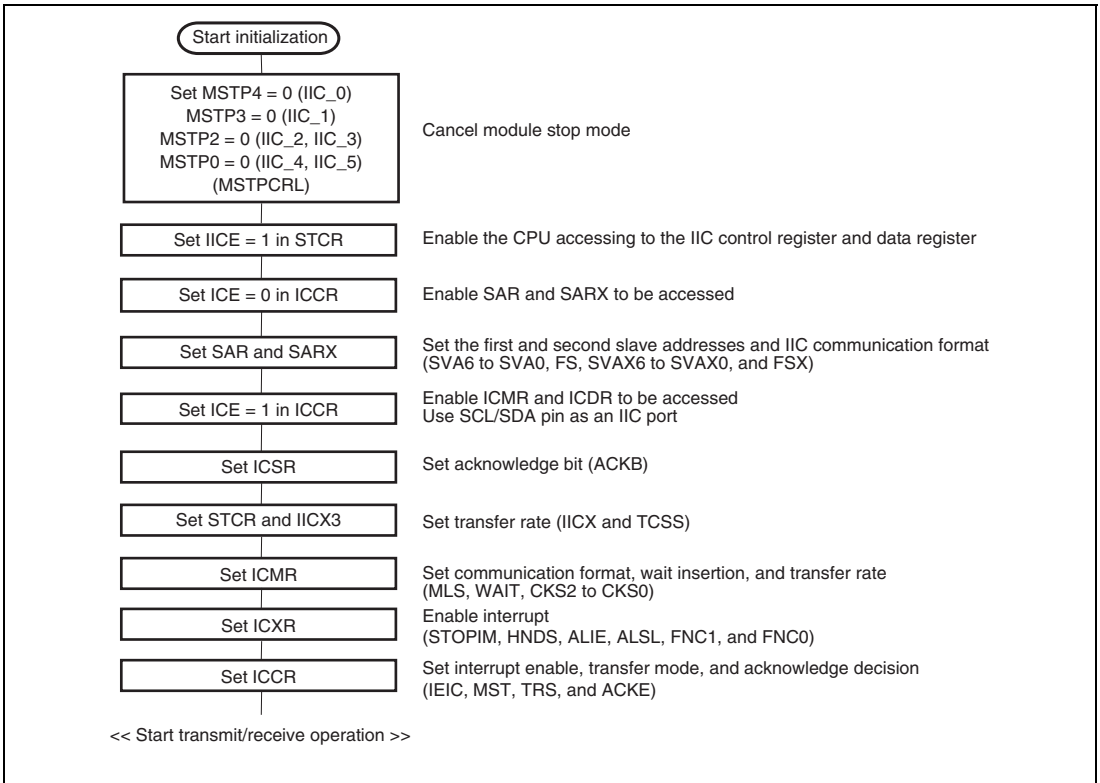 Start initialization
Set MSTP4 = 0 (IIC_0)
MSTP3 = 0 (IIC_1)
MSTP2 = 0 (IIC_2, IIC_3)
MSTP0 = 0 (IIC_4, IIC_5)
(MSTPCRL)
Cancel module stop mode
Set IICE = 1 in STCR
Enable the CPU accessing to the IIC control register and data register
Set ICE = 0 in ICCR
Enable SAR and SARX to be accessed
Set SAR and SARX
Set the first and second slave addresses and IIC communication format
(SVA6 to SVA0, FS, SVAX6 to SVAX0, and FSX)
Set ICE = 1 in ICCR
Enable ICMR and ICDR to be accessed
Use SCL/SDA pin as an IIC port
Set ICSR
Set acknowledge bit (ACKB)
Set STCR and IICX3
Set transfer rate (IICX and TCSS)
Set ICMR
Set communication format, wait insertion, and transfer rate
(MLS, WAIT, CKS2 to CKS0)
Set ICXR
Enable interrupt
(STOPIM, HNDS, ALIE, ALSL, FNC1, and FNC0)
Set ICCR
Set interrupt enable, transfer mode, and acknowledge decision
(IEIC, MST, TRS, and ACKE)
<< Start transmit/receive operation >>